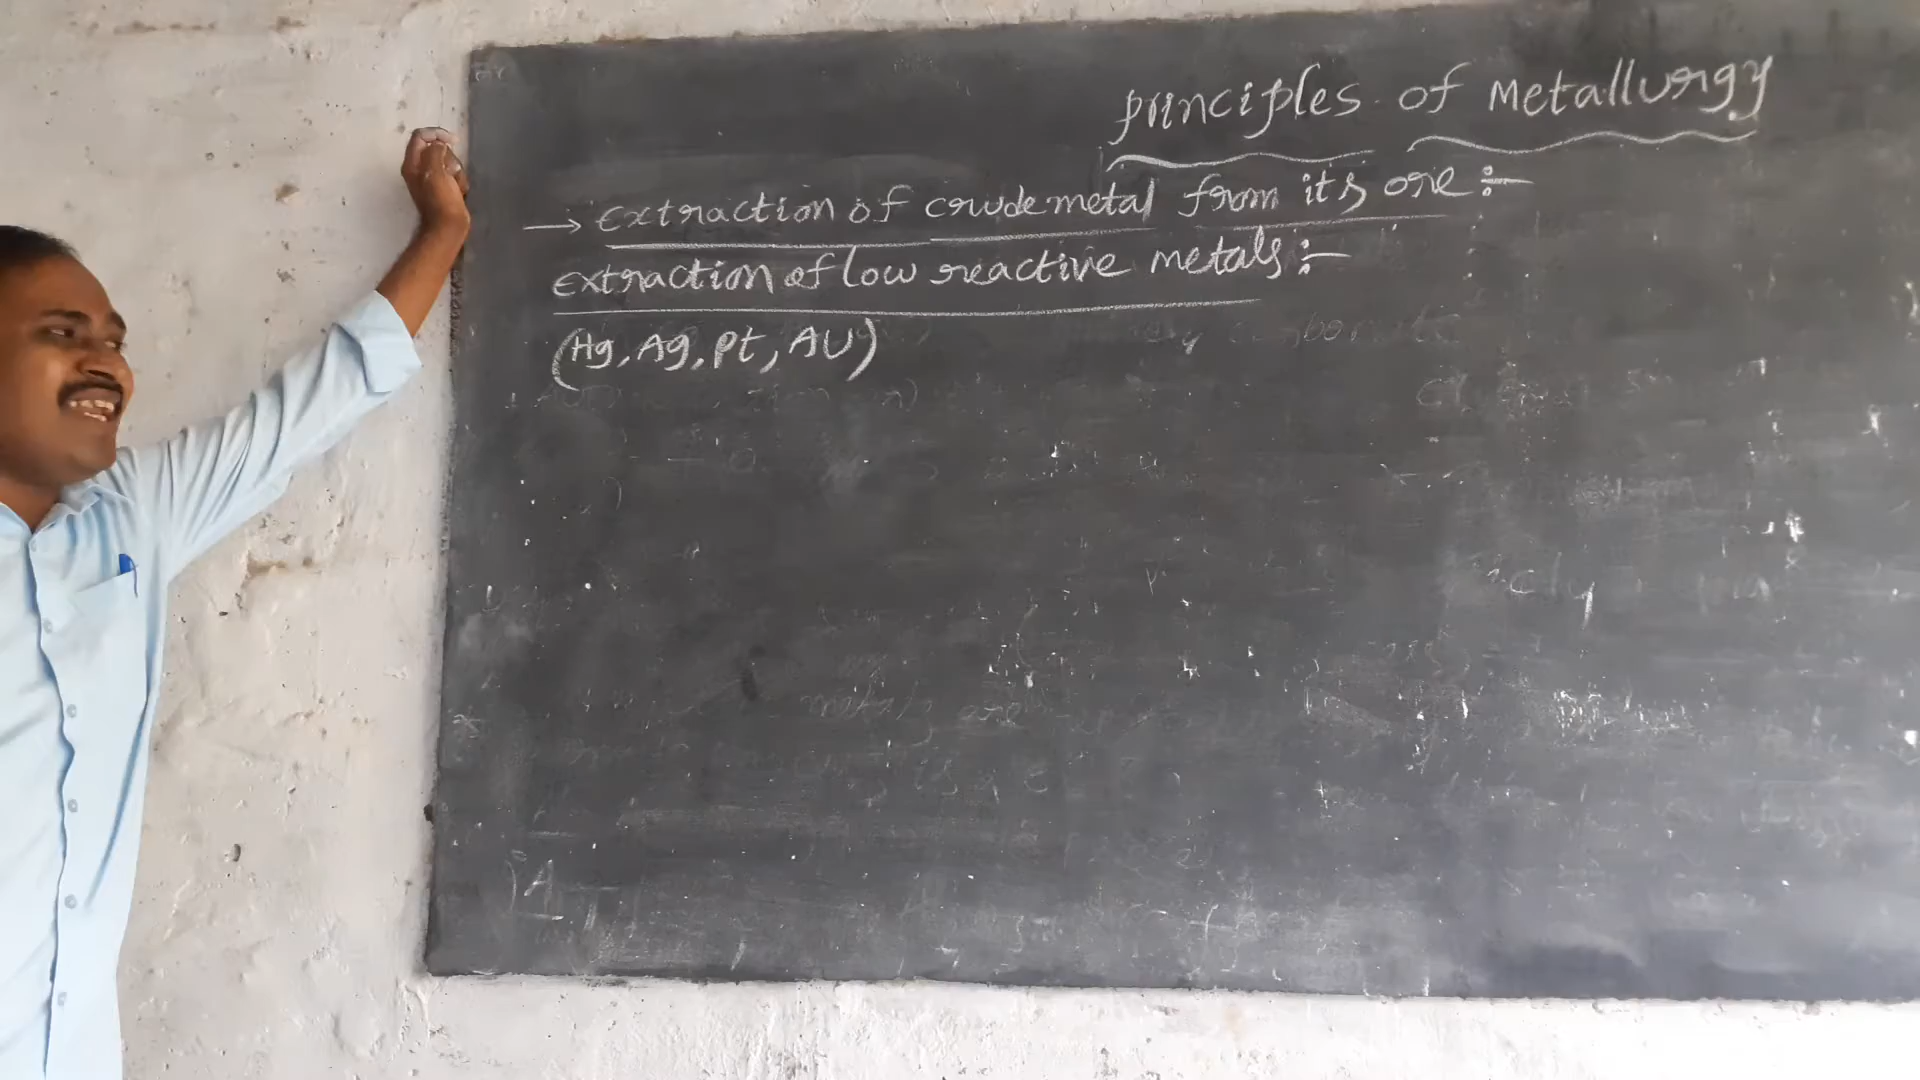 principles of Metallurgy
→ extraction of crude metal from its ore :-
extraction of low reactive metals :-
(Hg, Ag, Pt, AU)